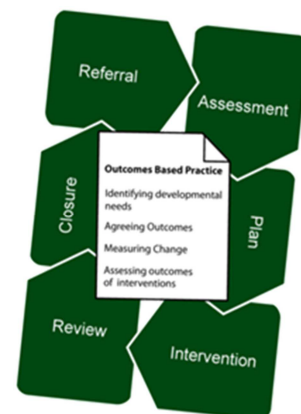 Referral
Assessment
Outcomes Based Practice
Identifying developmental
needs
Agreeing Outcomes
Measuring Change
Assessing outcomes
of interventions
Closure
Plan
Review
Intervention